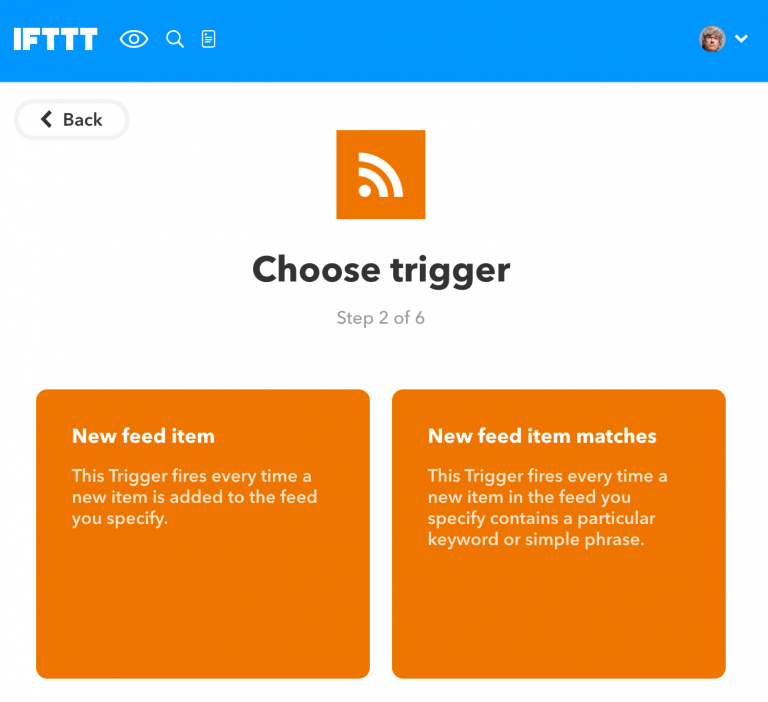 IFTTT
Back
Choose trigger
Step 2 of 6
New feed item
This Trigger fires every time a
new item is added to the feed
you specify.
New feed item matches
This Trigger fires every time a
new item in the feed you
specify contains a particular
keyword or simple phrase.